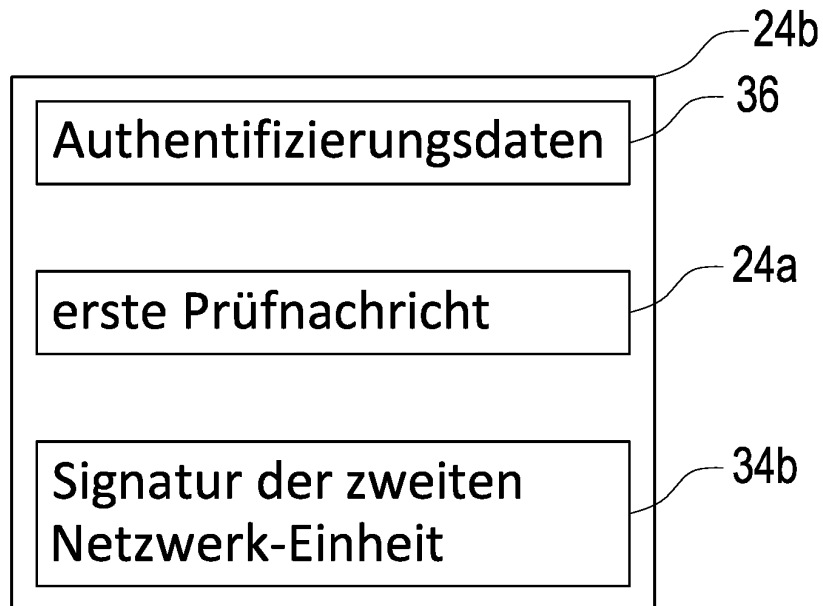 24b
Authentifizierungsdaten
36
erste Prüfnachricht
24a
Signatur der zweiten
Netzwerk-Einheit
34b